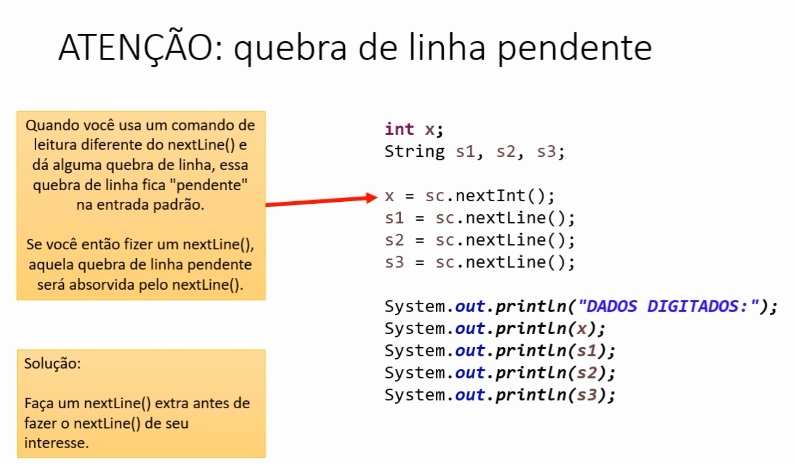 ATENÇÃO: quebra de linha pendente
Quando você usa um comando de
leitura diferente do nextLine() e
dá alguma quebra de linha, essa
quebra de linha fica "pendente"
na entrada padrão.
Se você então fizer um nextLine(),
aquela quebra de linha pendente
será absorvida pelo nextLine().
Solução:
Faça um nextLine() extra antes de
fazer o nextLine() de seu
interesse.
int x;
String s1, s2, s3;
x = sc.nextInt();
s1 = sc.nextLine();
s2 = sc.nextLine();
s3 = sc.nextLine();
System.out.println("DADOS DIGITADOS:");
System.out.println(x);
System.out.println(s1);
System.out.println(s2);
System.out.println(s3);